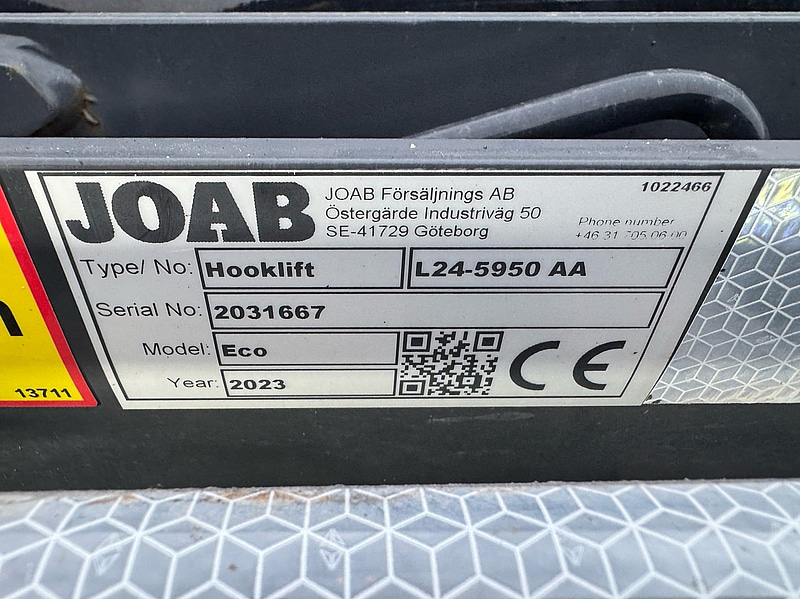 JOAB
JOAB Försäljnings AB
Östergärde Industriväg 50
SE-41729 Göteborg
1022466
Phone number
+46 31 705 06 00
Type/ No: Hooklift L24-5950 AA
Serial No: 2031667
Model: Eco
Year: 2023
CE
13711